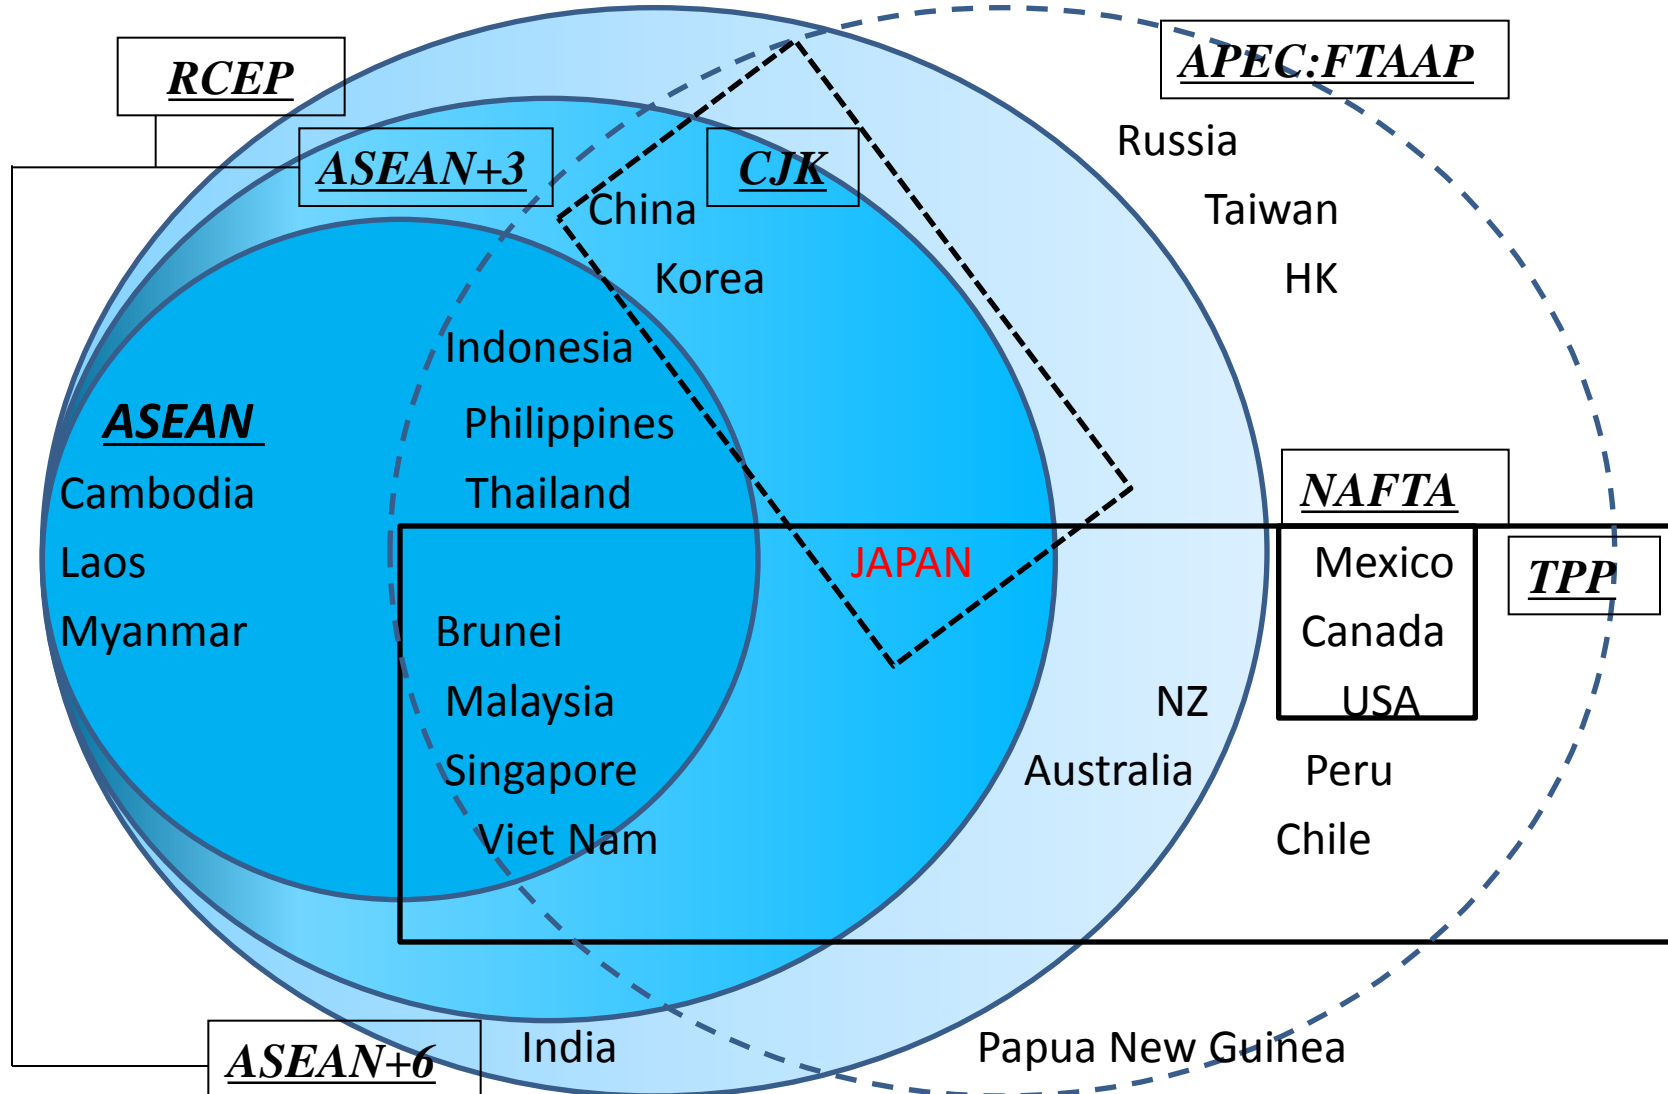 RCEP
APEC:FTAAP
Russia
ASEAN+3
CJK
China
Taiwan
Korea
HK
Indonesia
ASEAN
Philippines
Cambodia
Thailand
NAFTA
Laos
JAPAN
Mexico
TPP
Myanmar
Brunei
Canada
Malaysia
NZ
USA
Singapore
Australia
Peru
Viet Nam
Chile
ASEAN+6
India
Papua New Guinea